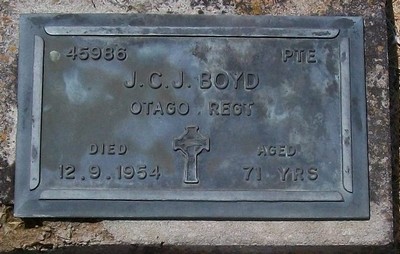 45986 PTE
J.C.J. BOYD
OTAGO REGT
DIED AGED
12.9.1954 71 YRS